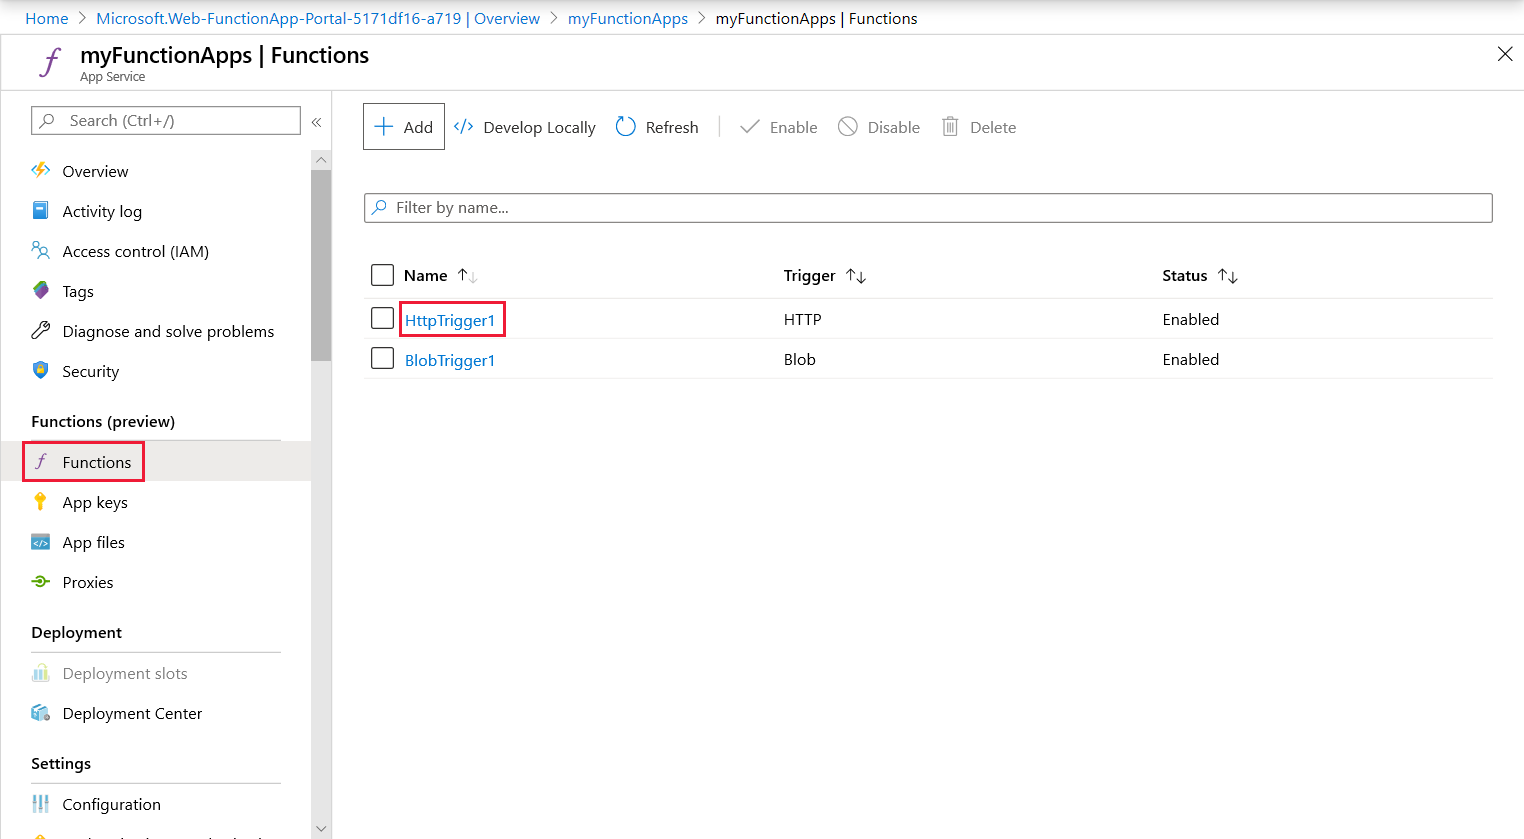 Home > Microsoft.Web-FunctionApp-Portal-5171df16-a719 | Overview > myFunctionApps > myFunctionApps | Functions
myFunctionApps | Functions
App Service
Search (Ctrl+/)
«
Overview
Activity log
Access control (IAM)
Tags
Diagnose and solve problems
Security
Functions (preview)
Functions
App keys
App files
Proxies
Deployment
Deployment slots
Deployment Center
Settings
Configuration
Add </> Develop Locally Refresh Enable Disable Delete
Filter by name...
Name ↑↓ Trigger ↑↓ Status ↑↓
HttpTrigger1 HTTP Enabled
BlobTrigger1 Blob Enabled